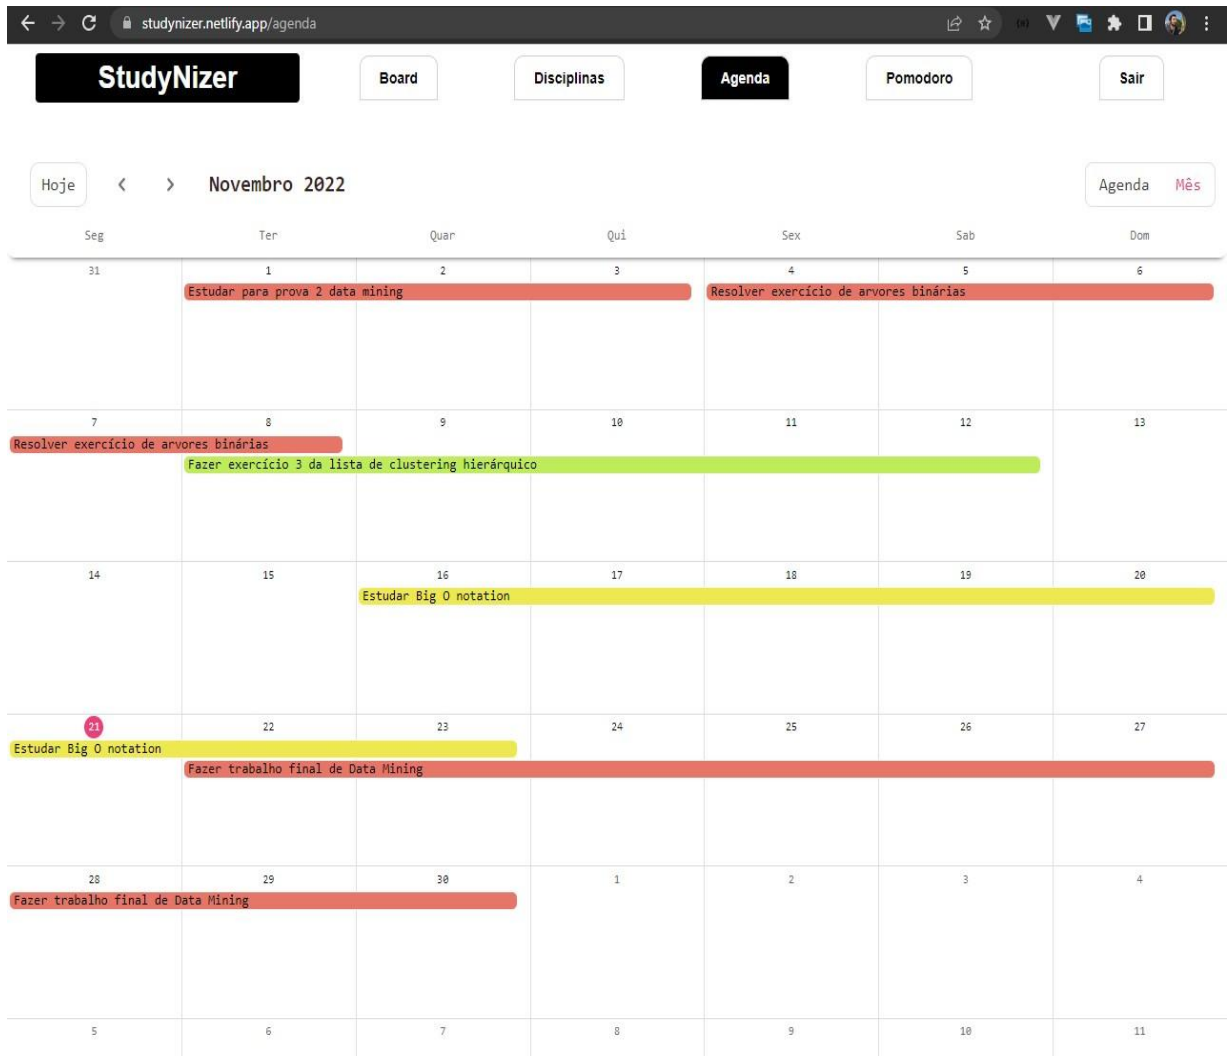 studynizer.netlify.app/agenda
StudyNizer Board Disciplinas Agenda Pomodoro Sair
Hoje Novembro 2022 Agenda Mês
Seg Ter Quar Qui Sex Sab Dom
31 1 2 3 4 5 6
Estudar para prova 2 data mining Resolver exercício de arvores binárias
7 8 9 10 11 12 13
Resolver exercício de arvores binárias
Fazer exercício 3 da lista de clustering hierárquico
14 15 16 17 18 19 20
Estudar Big O notation
21 22 23 24 25 26 27
Estudar Big O notation
Fazer trabalho final de Data Mining
28 29 30 1 2 3 4
Fazer trabalho final de Data Mining
5 6 7 8 9 10 11